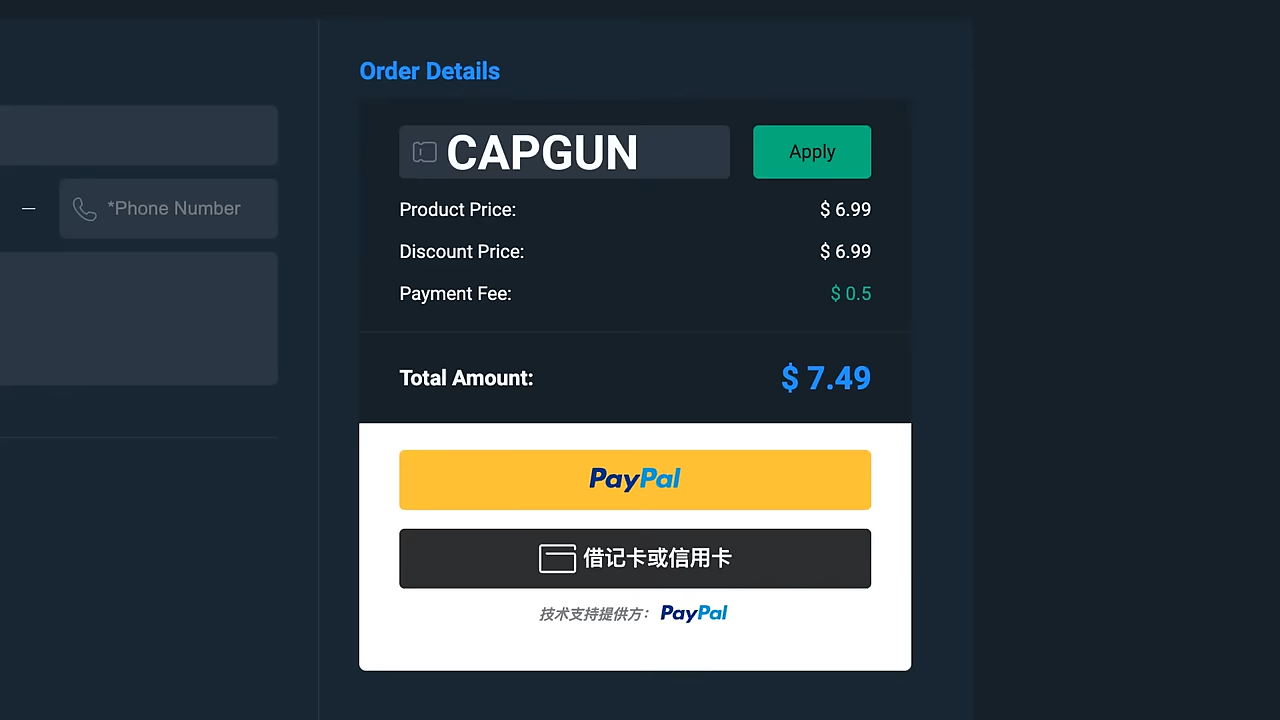 Order Details
CAPGUN
Apply
*Phone Number
Product Price: $ 6.99
Discount Price: $ 6.99
Payment Fee: $ 0.5
Total Amount: $ 7.49
PayPal
借记卡或信用卡
技术支持提供方: PayPal